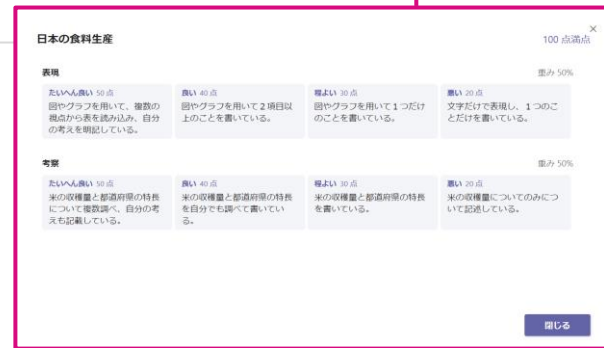 日本の食料生産
100 点満点
表現
重み 50%
たいへん良い 50 点
図やグラフを用いて、複数の
視点から表を読み込み、自分
の考えを明記している。
良い 40 点
図やグラフを用いて２項目以
上のことを書いている。
程よい 30 点
図やグラフを用いて１つだけ
のことを書いている。
悪い 20 点
文字だけで表現し、１つのこ
とだけを書いている。
考察
重み 50%
たいへん良い 50 点
米の収穫量と都道府県の特長
について複数調べ、自分の考
えも記載している。
良い 40 点
米の収穫量と都道府県の特長
を自分でも調べて書いてい
る。
程よい 30 点
米の収穫量と都道府県の特長
を書いている。
悪い 20 点
米の収穫量についてのみにつ
いて記述している。
閉じる